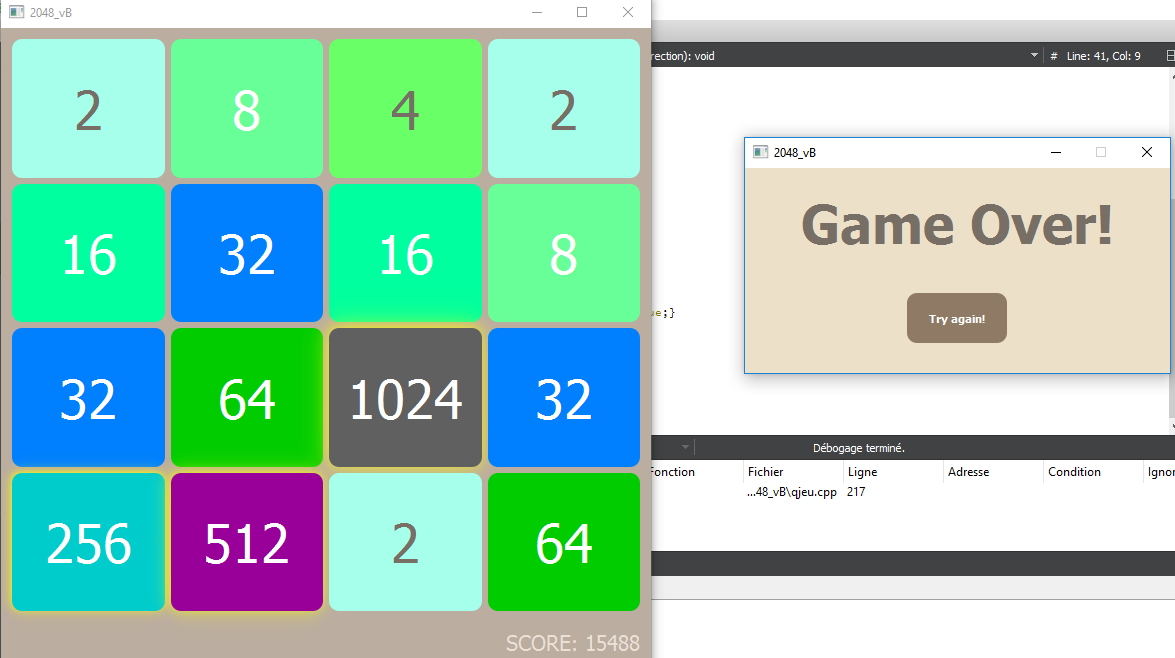 2048_vB
2 8 4 2
16 32 16 8
32 64 1024 32
256 512 2 64
SCORE: 15488
rection): void
# Line: 41, Col: 9
2048_vB
Game Over!
Try again!
;}
Débogage terminé.
Fonction Fichier Ligne Adresse Condition Ignor
...48_vB\qjeu.cpp 217